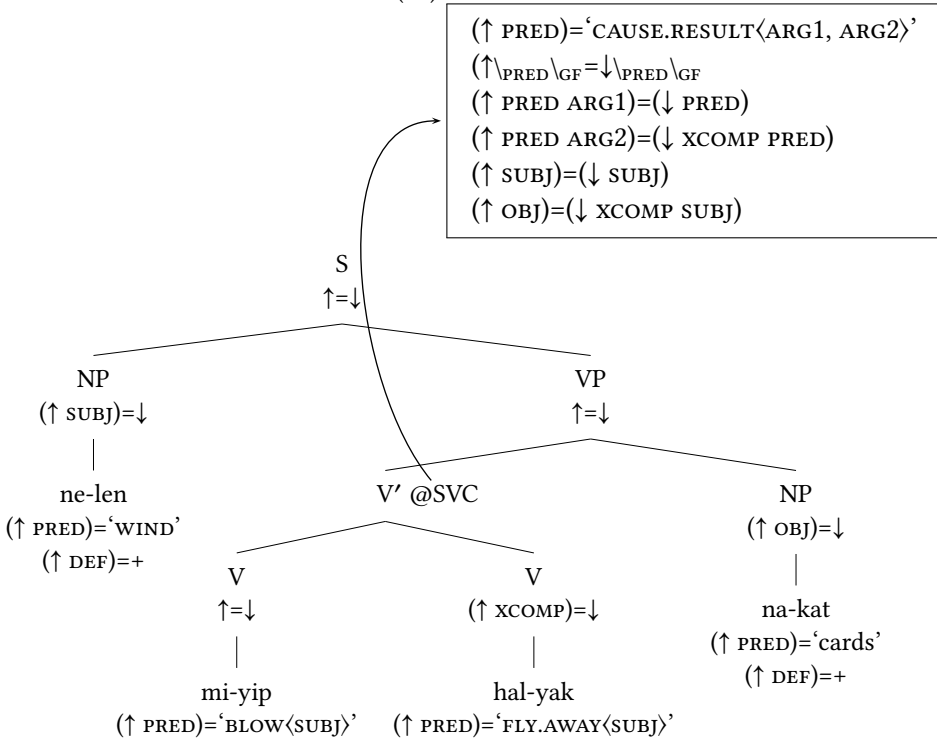 (↑ PRED)=‘CAUSE.RESULT⟨ARG1, ARG2⟩’
(↑\PRED\GF=↓\PRED\GF
(↑ PRED ARG1)=(↓ PRED)
(↑ PRED ARG2)=(↓ XCOMP PRED)
(↑ SUBJ)=(↓ SUBJ)
(↑ OBJ)=(↓ XCOMP SUBJ)
S
↑=↓
NP VP
(↑ SUBJ)=↓ ↑=↓
ne-len V′ @SVC NP
(↑ PRED)=‘WIND’ (↑ OBJ)=↓
(↑ DEF)=+
V V na-kat
↑=↓ (↑ XCOMP)=↓ (↑ PRED)=‘cards’
(↑ DEF)=+
mi-yip hal-yak
(↑ PRED)=‘BLOW⟨SUBJ⟩’ (↑ PRED)=‘FLY.AWAY⟨SUBJ⟩’